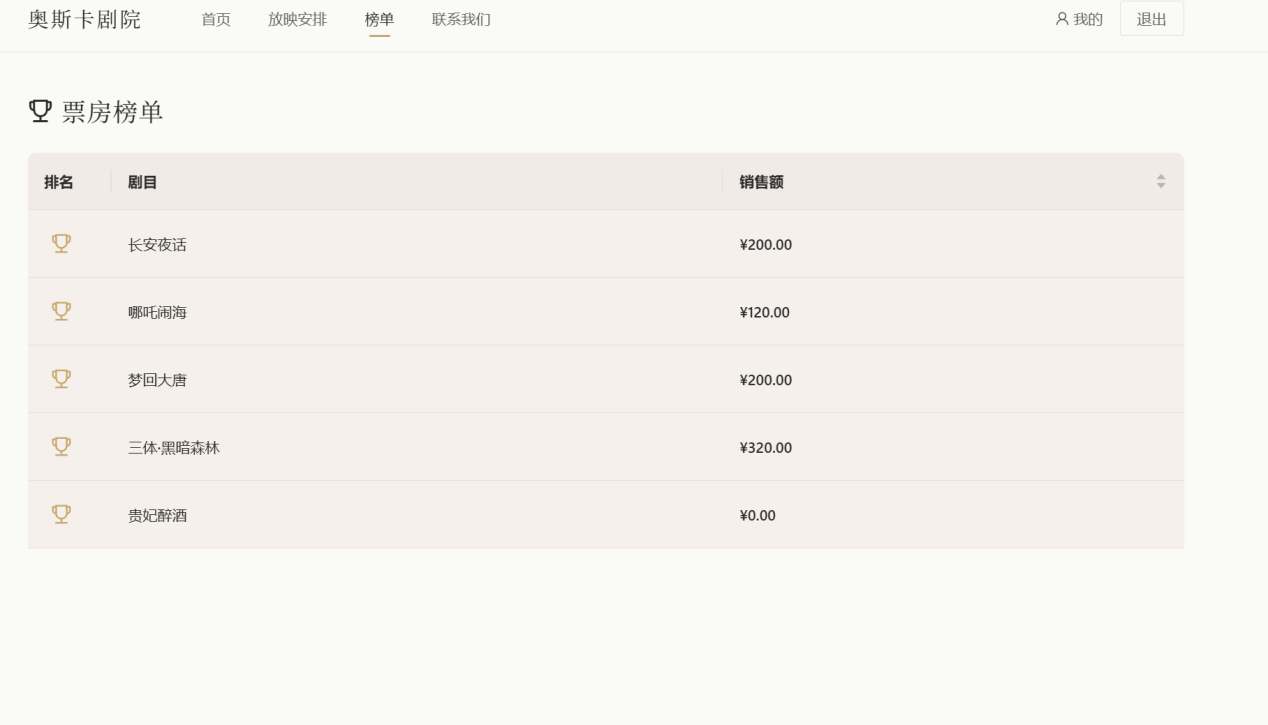 奥斯卡剧院 首页 放映安排 榜单 联系我们 我的 退出
票房榜单
排名 剧目 销售额
长安夜话 ¥200.00
哪吒闹海 ¥120.00
梦回大唐 ¥200.00
三体·黑暗森林 ¥320.00
贵妃醉酒 ¥0.00